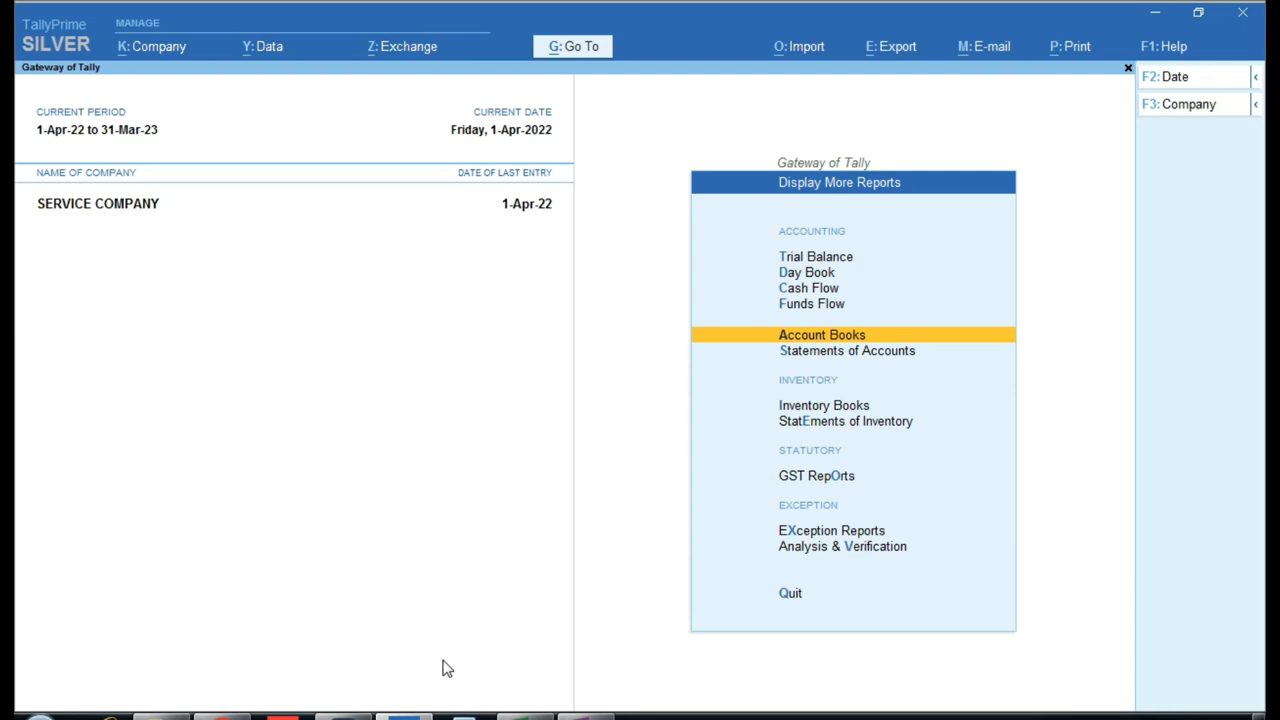 TallyPrime
SILVER
MANAGE
K: Company
Y: Data
Z: Exchange
G: Go To
O: Import
E: Export
M: E-mail
P: Print
F1: Help
Gateway of Tally
F2: Date
F3: Company
CURRENT PERIOD
CURRENT DATE
1-Apr-22 to 31-Mar-23
Friday, 1-Apr-2022
NAME OF COMPANY
DATE OF LAST ENTRY
SERVICE COMPANY
1-Apr-22
Gateway of Tally
Display More Reports
ACCOUNTING
Trial Balance
Day Book
Cash Flow
Funds Flow
Account Books
Statements of Accounts
INVENTORY
Inventory Books
StatEments of Inventory
STATUTORY
GST RepOrts
EXCEPTION
EXception Reports
Analysis & Verification
Quit